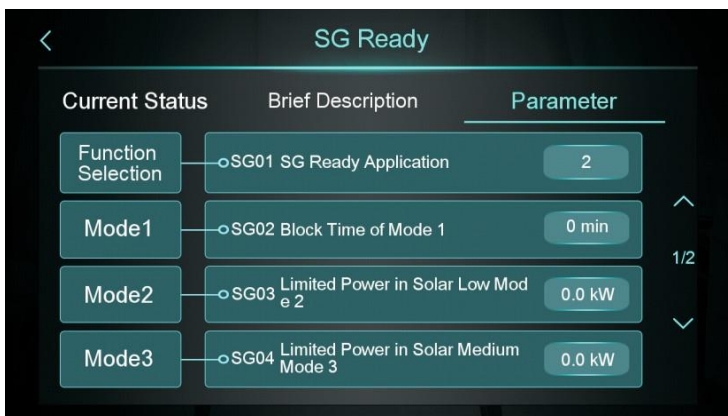 SG Ready
Current Status Brief Description Parameter
Function
Selection
SG01 SG Ready Application 2
Mode1 SG02 Block Time of Mode 1 0 min
1/2
Mode2 SG03 Limited Power in Solar Low Mod
e 2 0.0 kW
Mode3 SG04 Limited Power in Solar Medium
Mode 3 0.0 kW